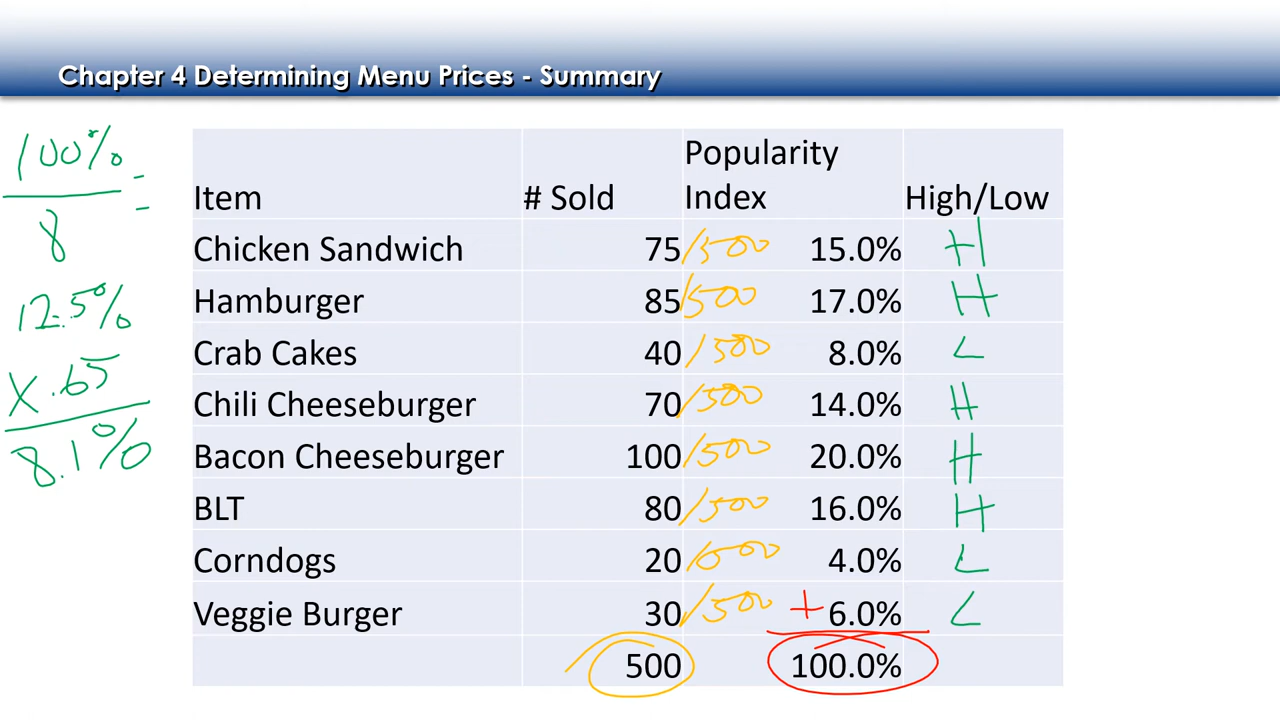 Chapter 4 Determining Menu Prices - Summary
100%
8
=
12.5%
X .65
8.1%
Item # Sold Popularity Index High/Low
Chicken Sandwich 75 /500 15.0% H
Hamburger 85 /500 17.0% H
Crab Cakes 40 /500 8.0% L
Chili Cheeseburger 70 /500 14.0% H
Bacon Cheeseburger 100 /500 20.0% H
BLT 80 /500 16.0% H
Corndogs 20 /500 4.0% L
Veggie Burger 30 /500 + 6.0% L
500 100.0%